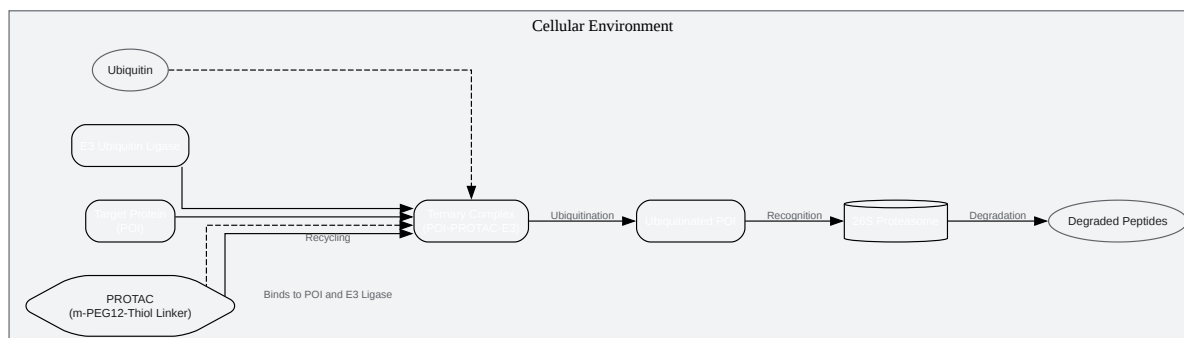 Cellular Environment
Ubiquitin
E3 Ubiquitin Ligase
Target Protein
(POI)
Ternary Complex
(POI-PROTAC-E3)
Ubiquitination
Ubiquitinated POI
Recognition
26S Proteasome
Degradation
Degraded Peptides
Recycling
PROTAC
(m-PEG12-Thiol Linker)
Binds to POI and E3 Ligase